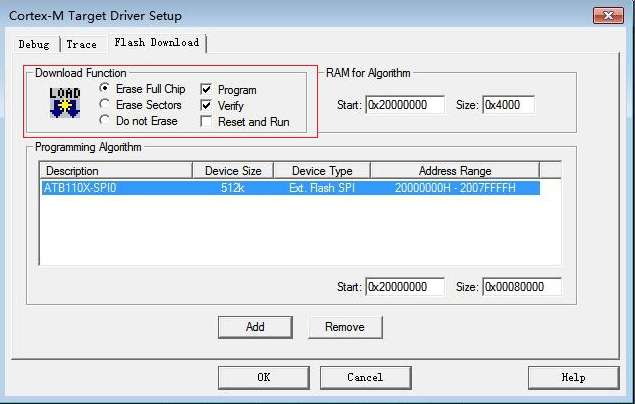 Cortex-M Target Driver Setup
Debug Trace Flash Download
Download Function
LOAD
Erase Full Chip
Erase Sectors
Do not Erase
Program
Verify
Reset and Run
RAM for Algorithm
Start: 0x20000000 Size: 0x4000
Programming Algorithm
Description Device Size Device Type Address Range
ATB110X-SPI0 512k Ext. Flash SPI 20000000H - 2007FFFFH
Start: 0x20000000 Size: 0x00080000
Add Remove
OK Cancel Help